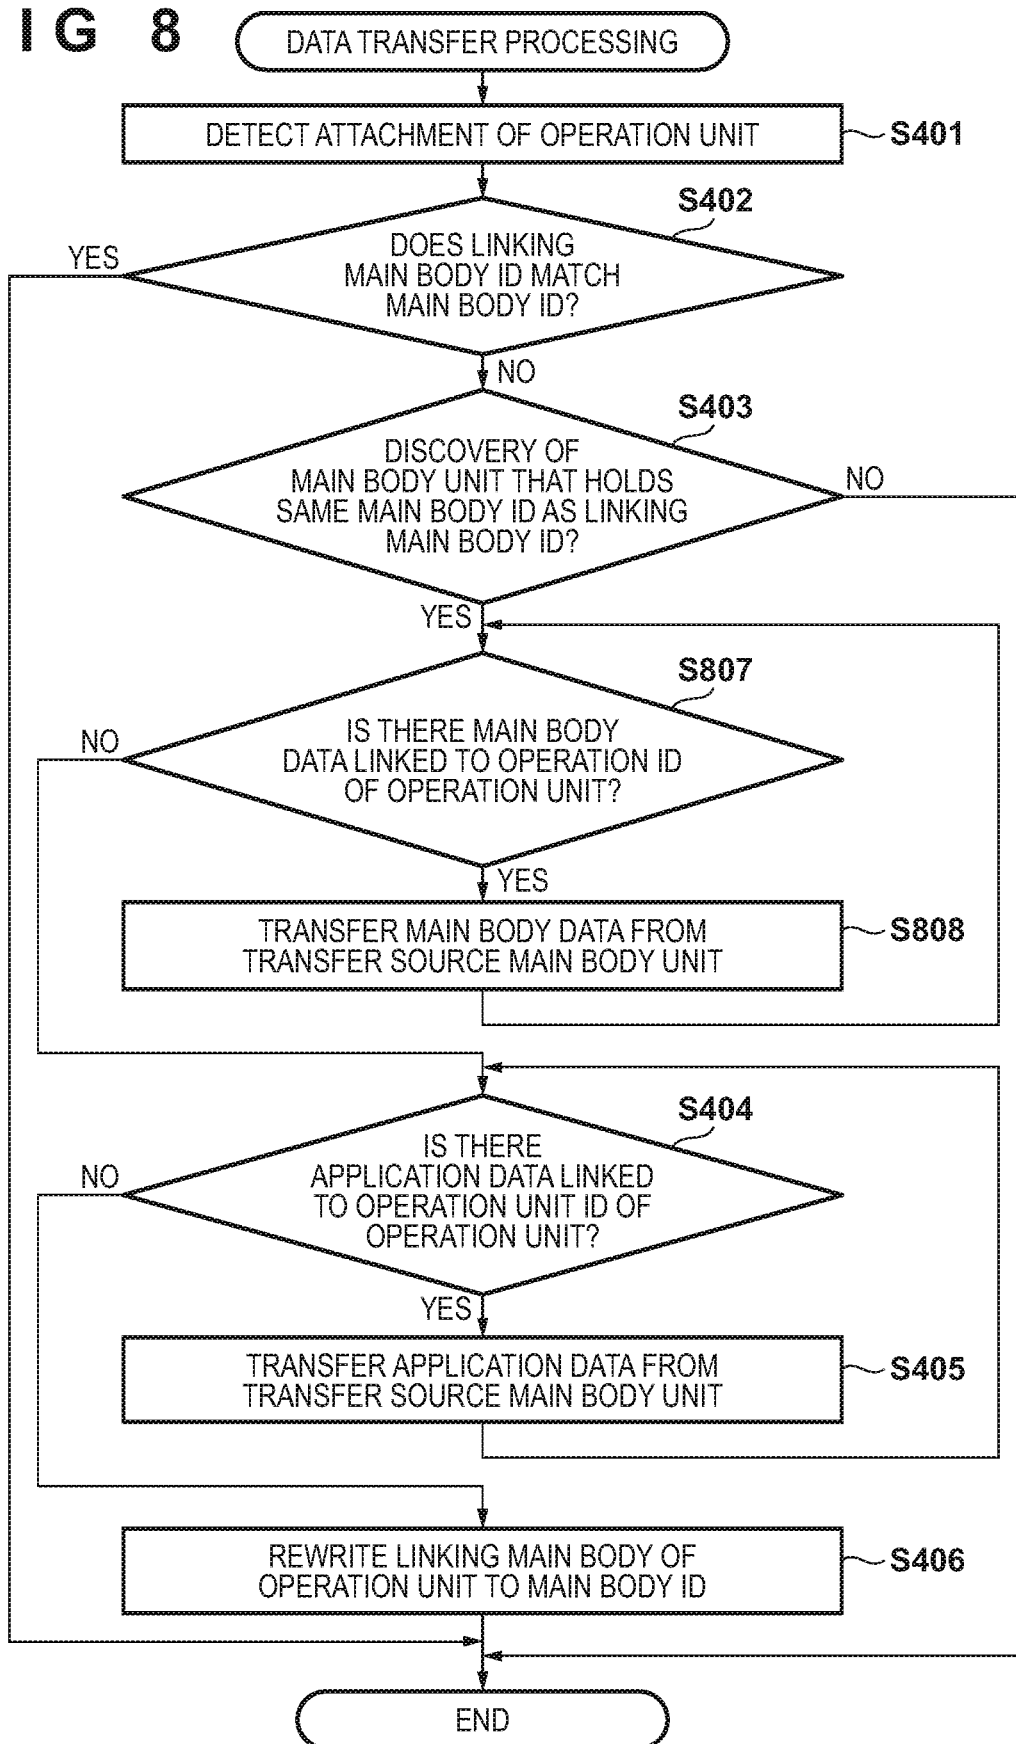 IG 8
DATA TRANSFER PROCESSING
DETECT ATTACHMENT OF OPERATION UNIT
S401
S402
YES
DOES LINKING
MAIN BODY ID MATCH
MAIN BODY ID?
NO
S403
DISCOVERY OF
MAIN BODY UNIT THAT HOLDS
SAME MAIN BODY ID AS LINKING
MAIN BODY ID?
NO
YES
S807
NO
IS THERE MAIN BODY
DATA LINKED TO OPERATION ID
OF OPERATION UNIT?
YES
TRANSFER MAIN BODY DATA FROM
TRANSFER SOURCE MAIN BODY UNIT
S808
S404
NO
IS THERE
APPLICATION DATA LINKED
TO OPERATION UNIT ID OF
OPERATION UNIT?
YES
TRANSFER APPLICATION DATA FROM
TRANSFER SOURCE MAIN BODY UNIT
S405
REWRITE LINKING MAIN BODY OF
OPERATION UNIT TO MAIN BODY ID
S406
END